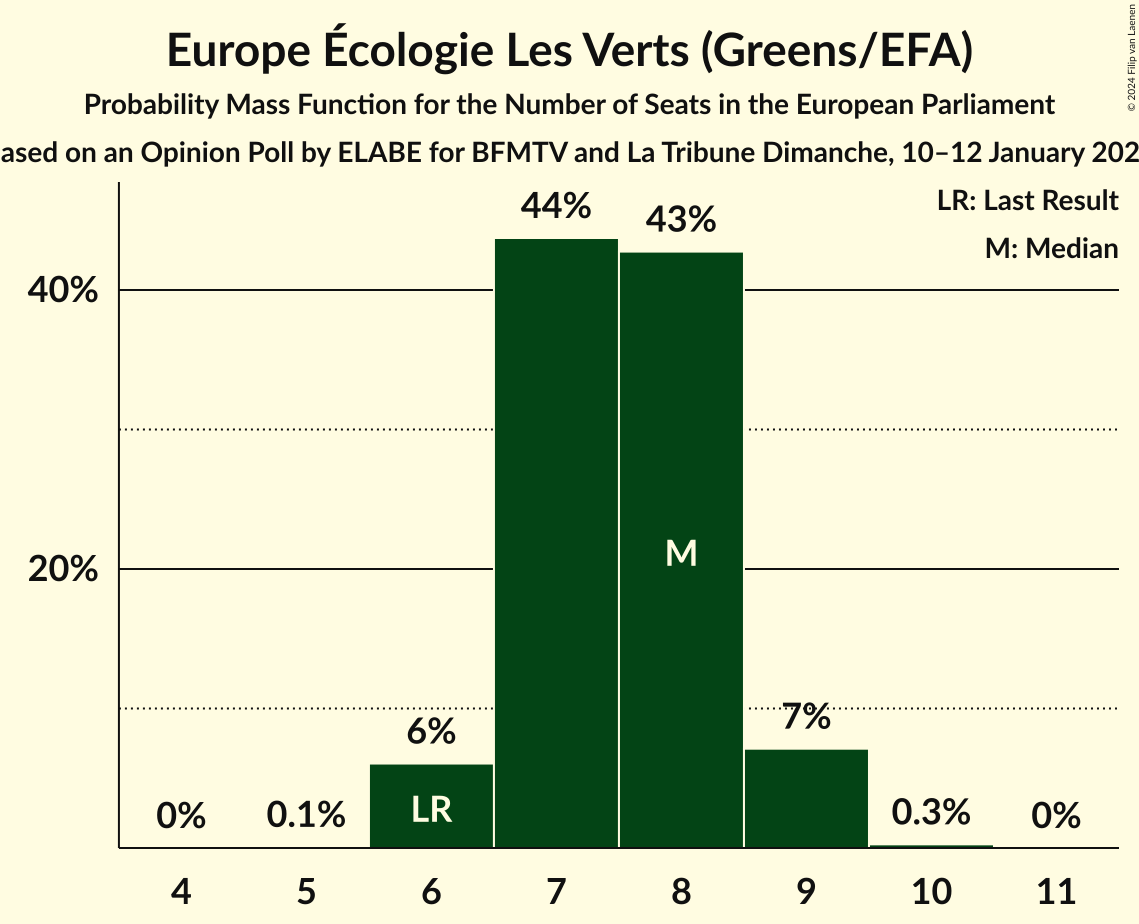 Europe Écologie Les Verts (Greens/EFA)
Probability Mass Function for the Number of Seats in the European Parliament
ased on an Opinion Poll by ELABE for BFMTV and La Tribune Dimanche, 10–12 January 202
© 2024 Filip van Laenen
LR: Last Result
M: Median
44%
43%
40%
M
20%
6%
7%
LR
0%
0.1%
0.3%
0%
4 5 6 7 8 9 10 11